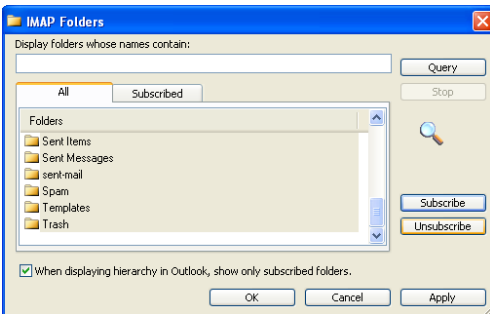 IMAP Folders
Display folders whose names contain:
Query
All
Subscribed
Stop
Folders
Sent Items
Sent Messages
sent-mail
Spam
Templates
Trash
Subscribe
Unsubscribe
When displaying hierarchy in Outlook, show only subscribed folders.
OK
Cancel
Apply